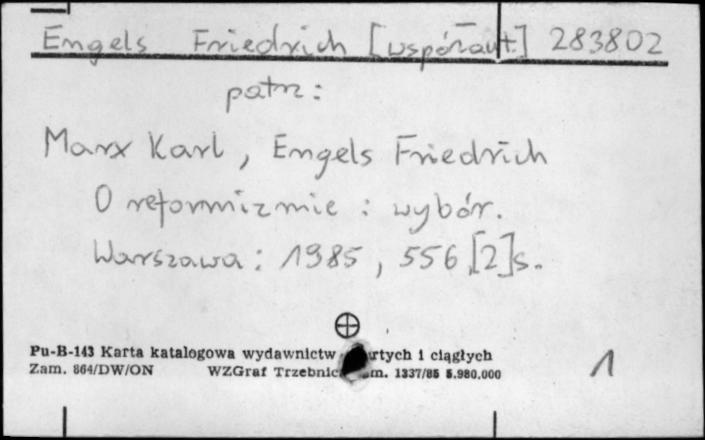 Engels Friedrich [współaut] 283802
patrz:
Marx Karl, Engels Friedrich
O reformizmie : wybór.
Warszawa : 1985, 556,[2]s.
Pu-B-143 Karta katalogowa wydawnictw rtych i ciągłych
Zam. 864/DW/ON WZGraf Trzebnic m. 1337/85 5.980.000
1